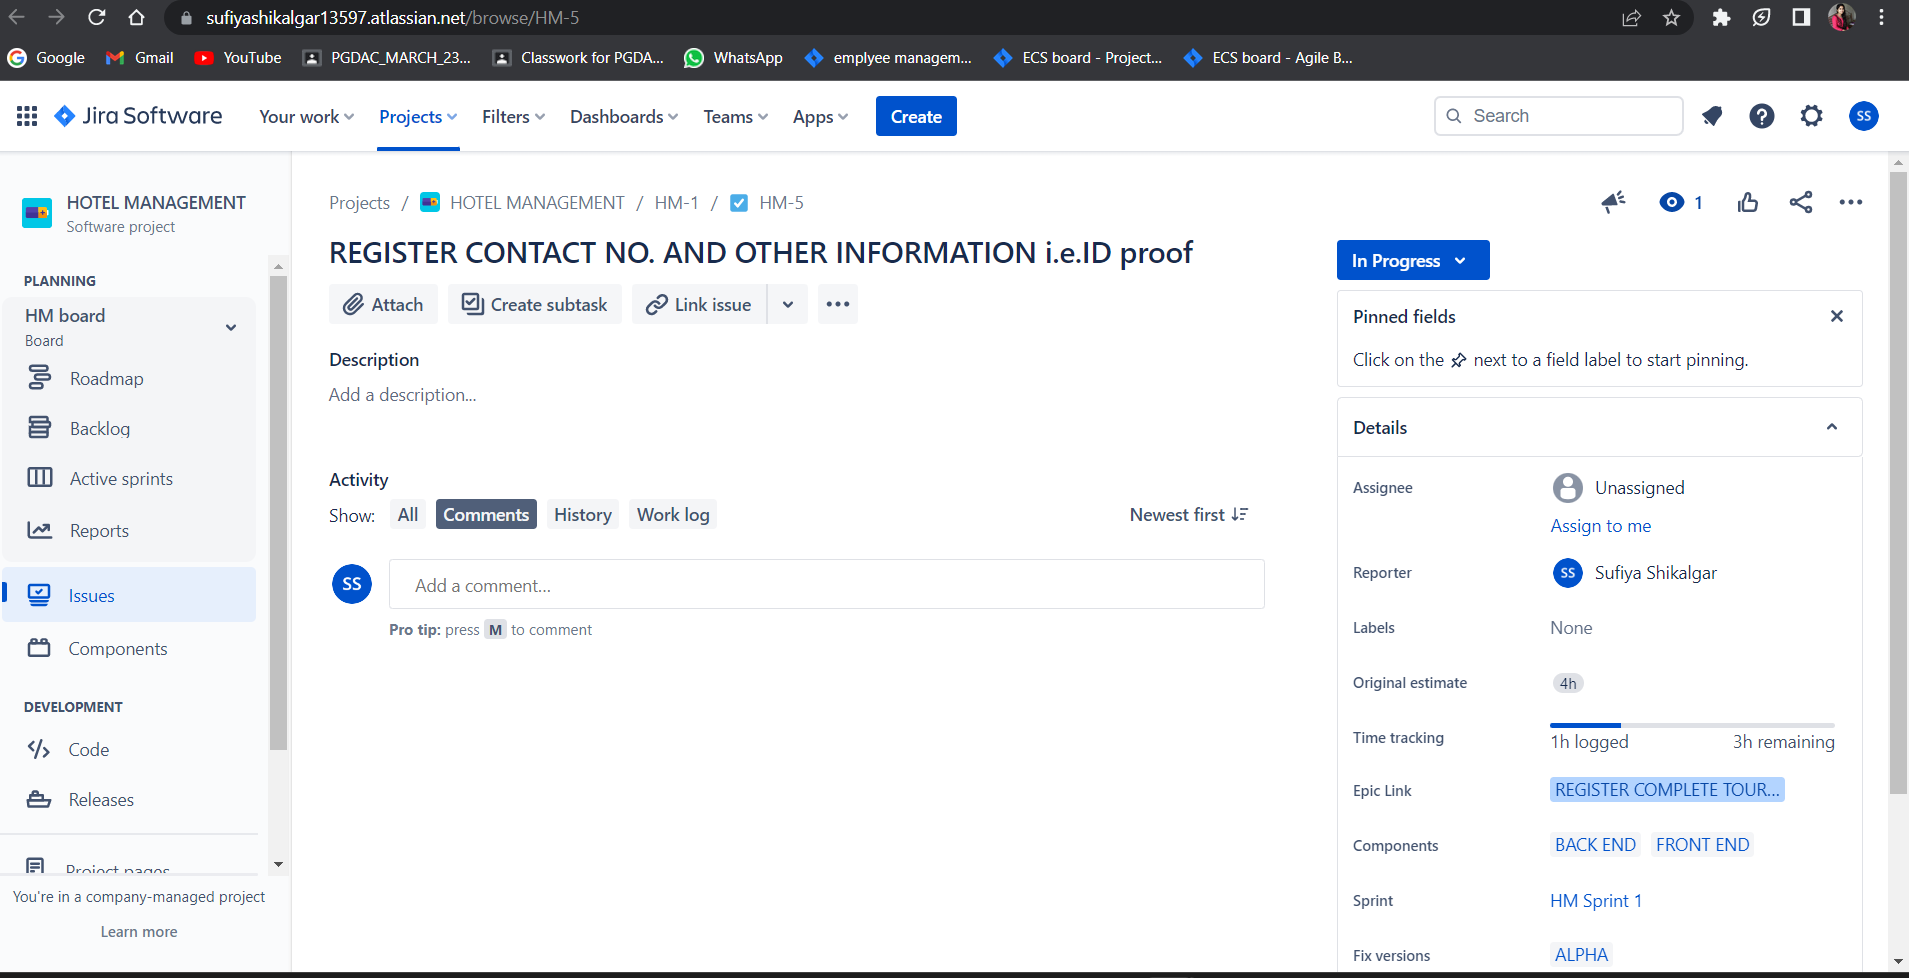 sufiyashikalgar13597.atlassian.net/browse/HM-5
Google Gmail YouTube PGDAC_MARCH_23... Classwork for PGDA... WhatsApp emplyee managem... ECS board - Project... ECS board - Agile B...
Jira Software Your work Projects Filters Dashboards Teams Apps Create Search SS
HOTEL MANAGEMENT
Software project
PLANNING
HM board
Board
Roadmap
Backlog
Active sprints
Reports
Issues
Components
DEVELOPMENT
Code
Releases
Project pages
You're in a company-managed project
Learn more
Projects / HOTEL MANAGEMENT / HM-1 / HM-5
1
REGISTER CONTACT NO. AND OTHER INFORMATION i.e.ID proof
Attach Create subtask Link issue
Description
Add a description...
Activity
Show: All Comments History Work log Newest first
SS Add a comment...
Pro tip: press M to comment
In Progress
Pinned fields
Click on the next to a field label to start pinning.
Details
Assignee Unassigned
Assign to me
Reporter SS Sufiya Shikalgar
Labels None
Original estimate 4h
Time tracking 1h logged 3h remaining
Epic Link REGISTER COMPLETE TOUR...
Components BACK END FRONT END
Sprint HM Sprint 1
Fix versions ALPHA